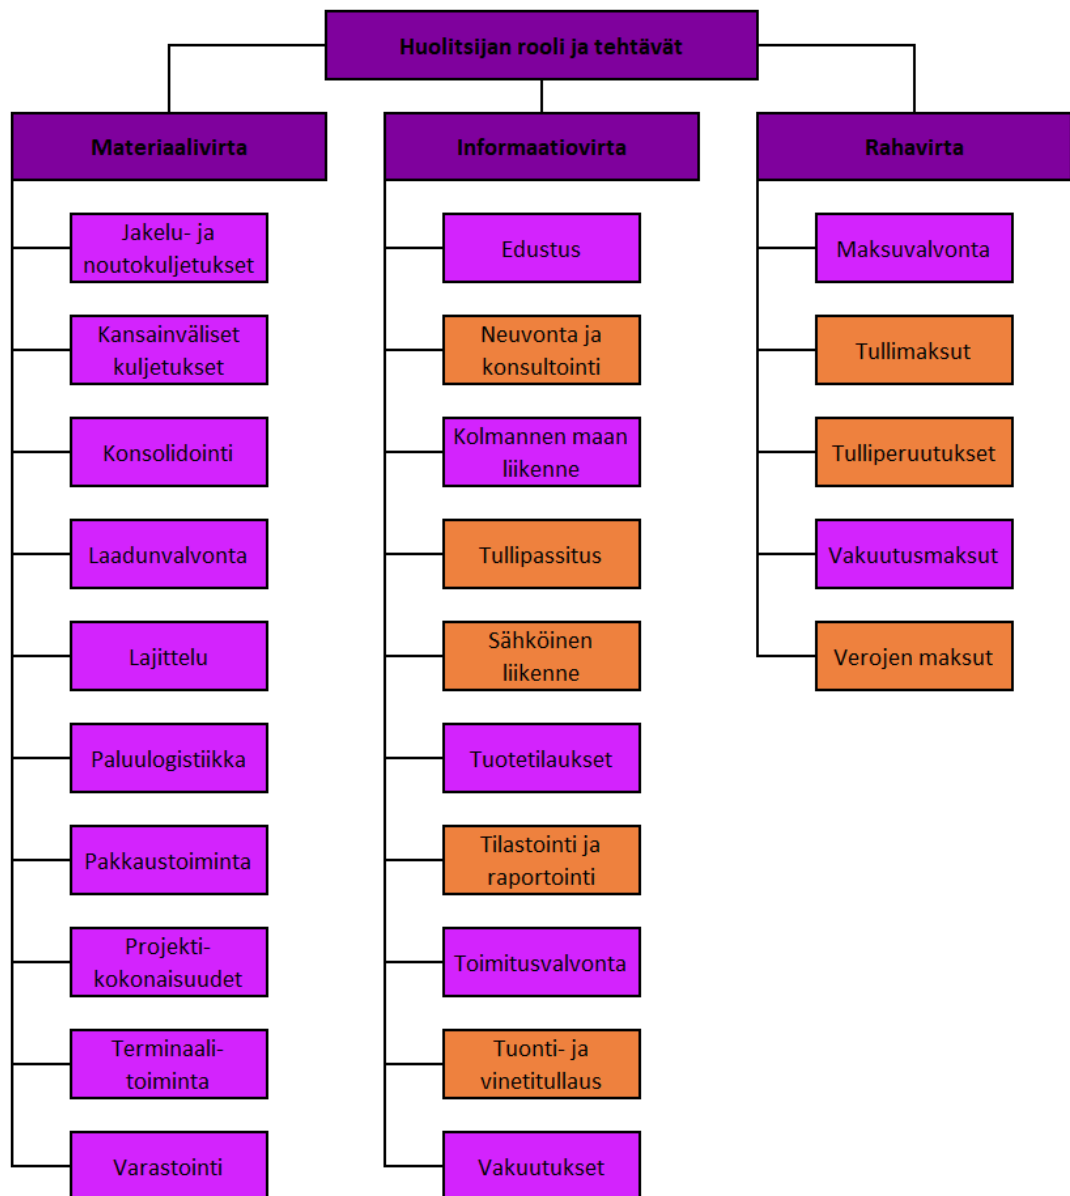 Huolitsijan rooli ja tehtävät
Materiaalivirta
Jakelu- ja
noutokuljetukset
Kansainväliset
kuljetukset
Konsolidointi
Laadunvalvonta
Lajittelu
Paluulogistiikka
Pakkaustoiminta
Projekti-
kokonaisuudet
Terminaali-
toiminta
Varastointi
Informaatiovirta
Edustus
Neuvonta ja
konsultointi
Kolmannen maan
liikenne
Tullipassitus
Sähköinen
liikenne
Tuotetilaukset
Tilastointi ja
raportointi
Toimitusvalvonta
Tuonti- ja
vinetitullaus
Vakuutukset
Rahavirta
Maksuvalvonta
Tullimaksut
Tulliperuutukset
Vakuutusmaksut
Verojen maksut